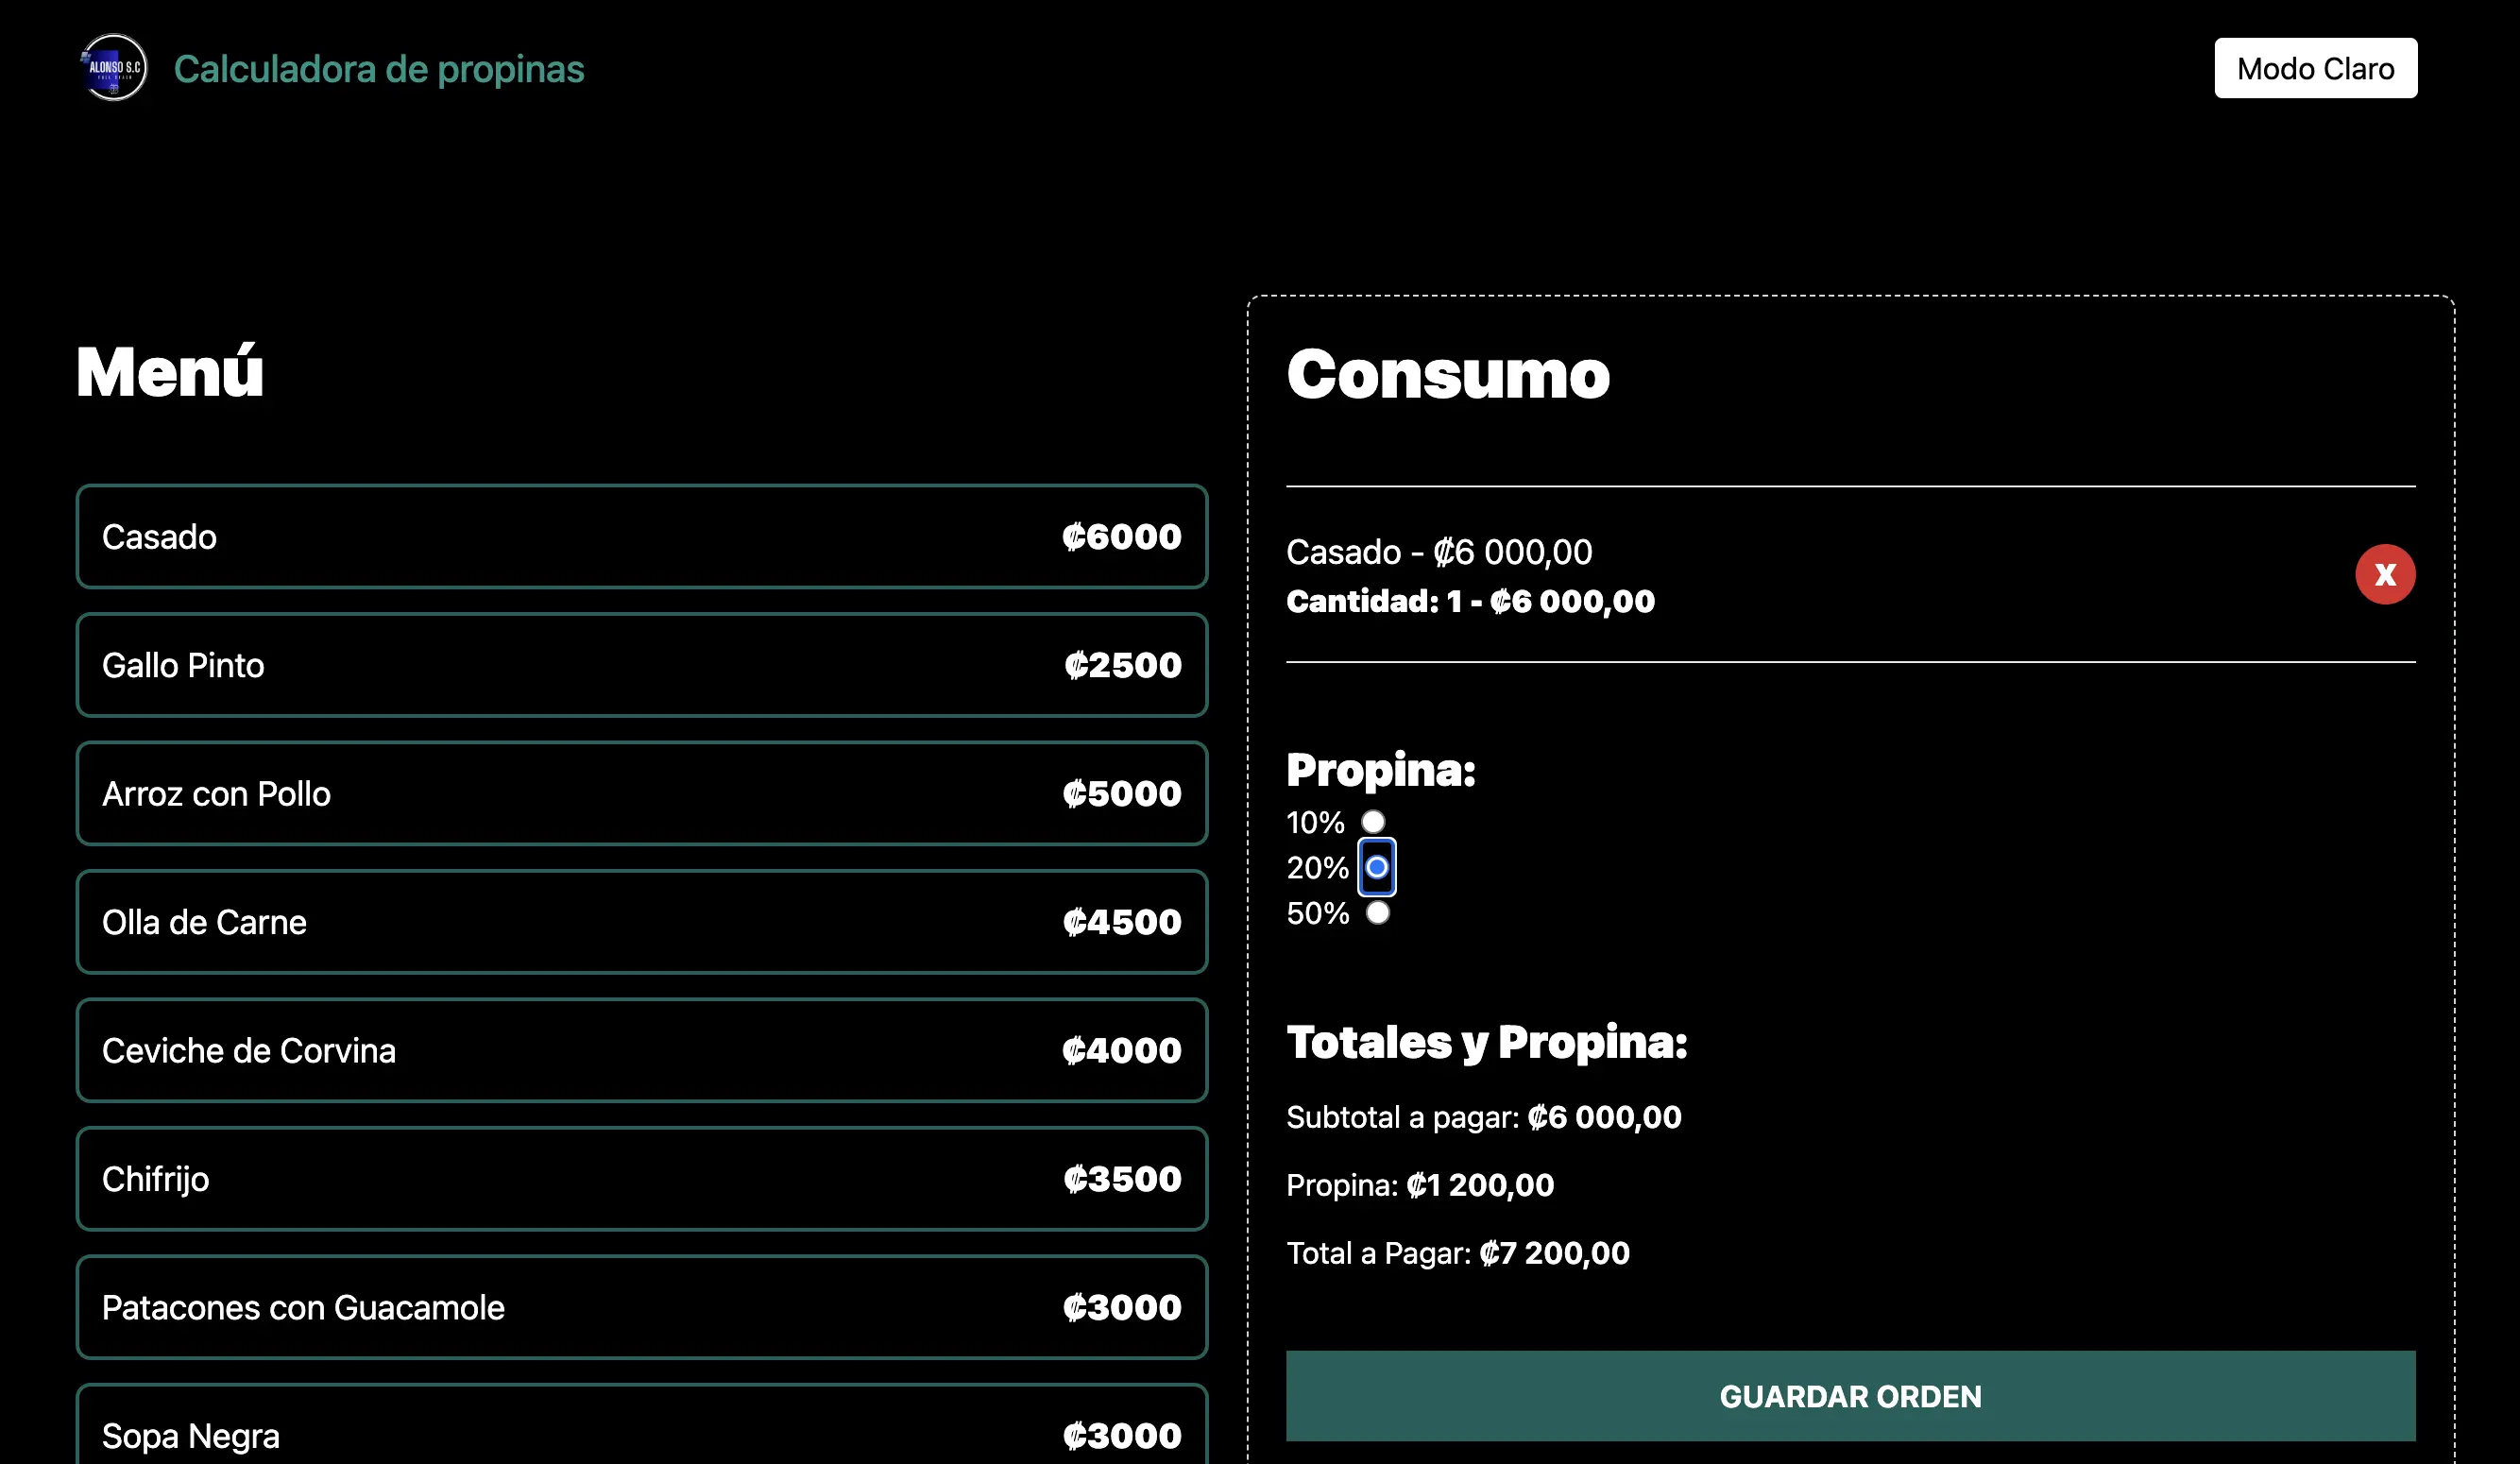 ALONSO S.C
Calculadora de propinas
Modo Claro
Menú
Casado ₡6000
Gallo Pinto ₡2500
Arroz con Pollo ₡5000
Olla de Carne ₡4500
Ceviche de Corvina ₡4000
Chifrijo ₡3500
Patacones con Guacamole ₡3000
Sopa Negra ₡3000
Consumo
Casado - ₡6 000,00
Cantidad: 1 - ₡6 000,00
X
Propina:
10%
20%
50%
Totales y Propina:
Subtotal a pagar: ₡6 000,00
Propina: ₡1 200,00
Total a Pagar: ₡7 200,00
GUARDAR ORDEN